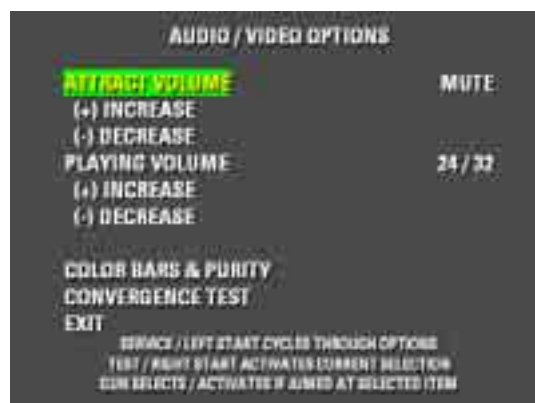 AUDIO / VIDEO OPTIONS
ATTRACT VOLUME MUTE
(+) INCREASE
(-) DECREASE
PLAYING VOLUME 24 / 32
(+) INCREASE
(-) DECREASE
COLOR BARS & PURITY
CONVERGENCE TEST
EXIT
SERVICE / LEFT START CYCLES THROUGH OPTIONS
TEST / RIGHT START ACTIVATES CURRENT SELECTION
GUN SELECTS / ACTIVATES IF AIMED AT SELECTED ITEM